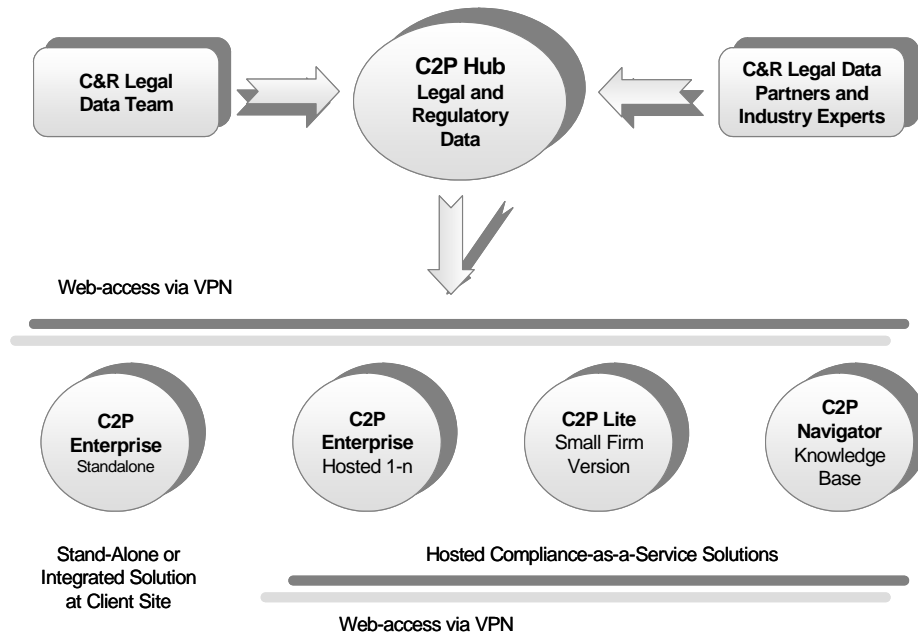 C&R Legal
Data Team
C2P Hub
Legal and
Regulatory
Data
C&R Legal Data
Partners and
Industry Experts
Web-access via VPN
C2P
Enterprise
Standalone
C2P
Enterprise
Hosted 1-n
C2P Lite
Small Firm
Version
C2P
Navigator
Knowledge
Base
Stand-Alone or
Integrated Solution
at Client Site
Hosted Compliance-as-a-Service Solutions
Web-access via VPN